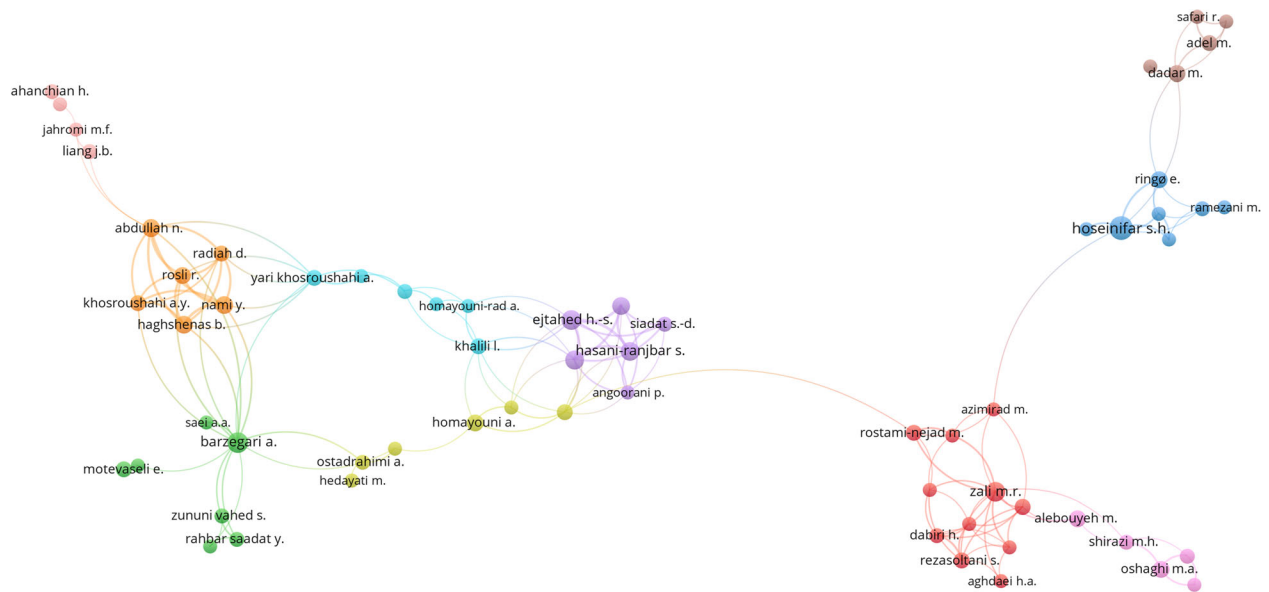 safari r.
adel m.
dadar m.
ahanchian h.
jahromi m.f.
liang j.b.
ringø e.
ramezani m.
hoseinifar s.h.
abdullah n.
radiah d.
rosli r.
yari khosroushahi a.
khosroushahi a.y.
nami y.
haghshenas b.
homayouni-rad a.
ejtahed h.-s.
siadat s.-d.
khalili l.
hasani-ranjbar s.
angoorani p.
azimirad m.
saei a.a.
homayouni a.
rostami-nejad m.
barzegari a.
ostadrahimi a.
motevaseli e.
hedayati m.
zali m.r.
zununi vahed s.
alebouyeh m.
rahbar saadat y.
dabiri h.
shirazi m.h.
rezasoltani s.
oshaghi m.a.
aghdaei h.a.